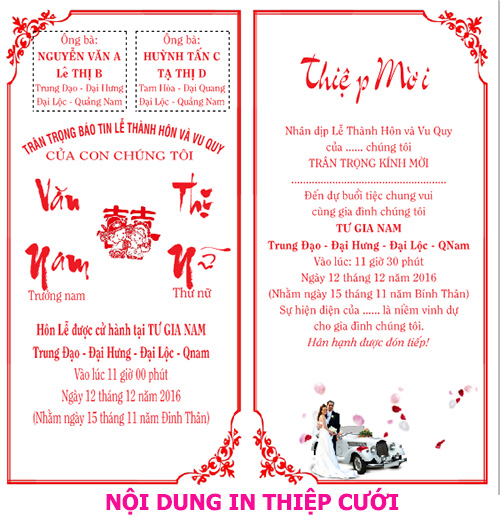 Ông bà:
NGUYỄN VĂN A
Lê THỊ B
Trung Đạo - Đại Hưng
Đại Lộc - Quảng Nam
Ông bà:
HUỲNH TẤN C
TẠ THỊ D
Tam Hòa - Đại Quang
Đại Lộc - Quảng Nam
TRÂN TRỌNG BÁO TIN LỄ THÀNH HÔN VÀ VU QUY
CỦA CON CHÚNG TÔI
Văn
Nam
Trưởng nam
囍
Thị
Nữ
Thứ nữ
Hôn Lễ được cử hành tại TƯ GIA NAM
Trung Đạo - Đại Hưng - Đại Lộc - Qnam
Vào lúc 11 giờ 00 phút
Ngày 12 tháng 12 năm 2016
(Nhằm ngày 15 tháng 11 năm Đinh Thân)
Thiệp Mời
Nhân dịp Lễ Thành Hôn và Vu Quy
của ...... chúng tôi
TRÂN TRỌNG KÍNH MỜI
................................................
Đến dự buổi tiệc chung vui
cùng gia đình chúng tôi
TƯ GIA NAM
Trung Đạo - Đại Hưng - Đại Lộc - QNam
Vào lúc: 11 giờ 30 phút
Ngày 12 tháng 12 năm 2016
(Nhằm ngày 15 tháng 11 năm Bính Thân)
Sự hiện diện của ...... là niềm vinh dự
cho gia đình chúng tôi.
Hân hạnh được đón tiếp!
NỘI DUNG IN THIỆP CƯỚI